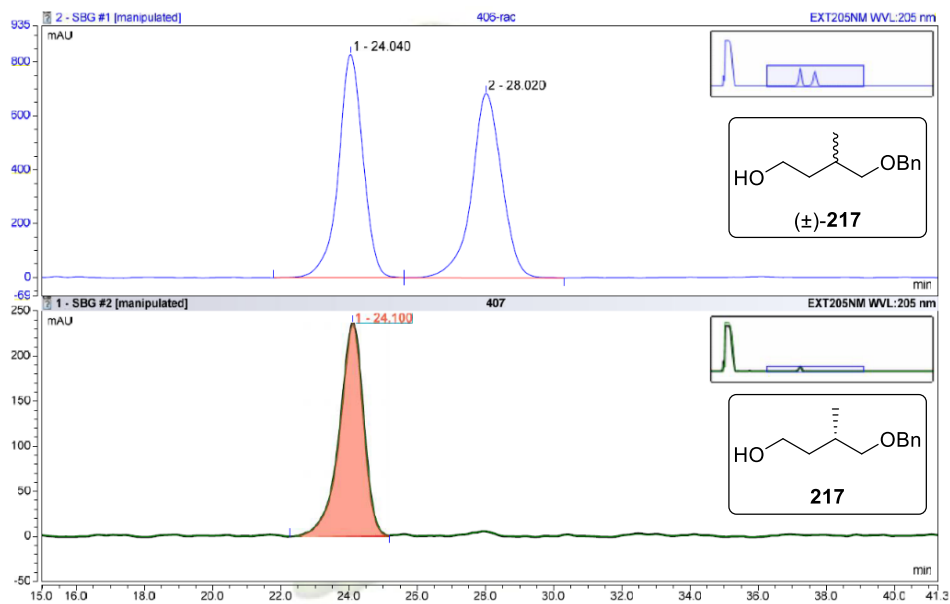 2 - SBG #1 [manipulated] 406-rac EXT205NM WVL:205 nm
935
mAU
1 - 24.040
800
2 - 28.020
600
400
200
0
-69
min
HO OBn
(±)-217
1 - SBG #2 [manipulated] 407 EXT205NM WVL:205 nm
250
mAU
1 - 24.100
200
150
100
50
0
-50
min
HO OBn
217
15.0 16.0 18.0 20.0 22.0 24.0 26.0 28.0 30.0 32.0 34.0 36.0 38.0 40.0 41.3